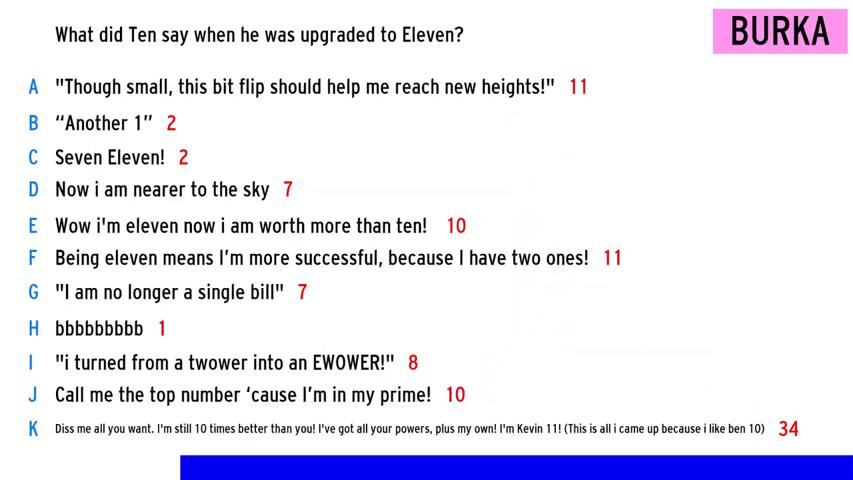 What did Ten say when he was upgraded to Eleven?
BURKA
A "Though small, this bit flip should help me reach new heights!" 11
B “Another 1” 2
C Seven Eleven! 2
D Now i am nearer to the sky 7
E Wow i'm eleven now i am worth more than ten! 10
F Being eleven means I’m more successful, because I have two ones! 11
G "I am no longer a single bill" 7
H bbbbbbbbb 1
I "i turned from a twower into an EWOWER!" 8
J Call me the top number ‘cause I’m in my prime! 10
K Diss me all you want. I'm still 10 times better than you! I've got all your powers, plus my own! I'm Kevin 11! (This is all i came up because i like ben 10) 34